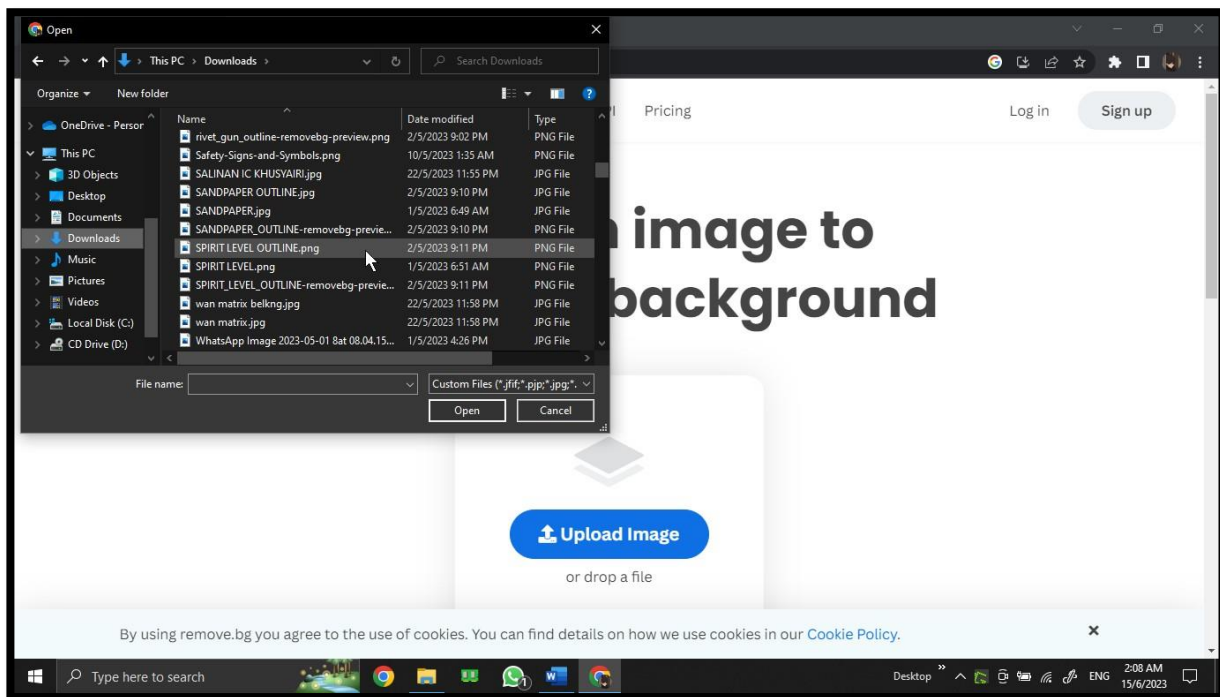 Open
This PC > Downloads >
Search Downloads
Organize
New folder
Name
Date modified
Type
OneDrive - Person
This PC
3D Objects
Desktop
Documents
Downloads
Music
Pictures
Videos
Local Disk (C:)
CD Drive (D:)
rivet_gun_outline-removebg-preview.png 2/5/2023 9:02 PM PNG File
Safety-Signs-and-Symbols.png 10/5/2023 1:35 AM PNG File
SALINAN IC KHUSYAIRI.jpg 22/5/2023 11:55 PM JPG File
SANDPAPER OUTLINE.jpg 2/5/2023 9:10 PM JPG File
SANDPAPER.jpg 1/5/2023 6:49 AM JPG File
SANDPAPER_OUTLINE-removebg-previe... 2/5/2023 9:10 PM PNG File
SPIRIT LEVEL OUTLINE.png 2/5/2023 9:11 PM PNG File
SPIRIT LEVEL.png 1/5/2023 6:51 AM PNG File
SPIRIT_LEVEL_OUTLINE-removebg-previe... 2/5/2023 9:11 PM PNG File
wan matrix belkng.jpg 22/5/2023 11:58 PM JPG File
wan matrix.jpg 22/5/2023 11:58 PM JPG File
WhatsApp Image 2023-05-01 8at 08.04.15... 1/5/2023 4:26 PM JPG File
File name:
Custom Files (*.jfif;*.pjp;*.jpg;*.
Open
Cancel
Pricing
Log in
Sign up
image to
background
Upload Image
or drop a file
By using remove.bg you agree to the use of cookies. You can find details on how we use cookies in our Cookie Policy.
Type here to search
Desktop
ENG
2:08 AM
15/6/2023